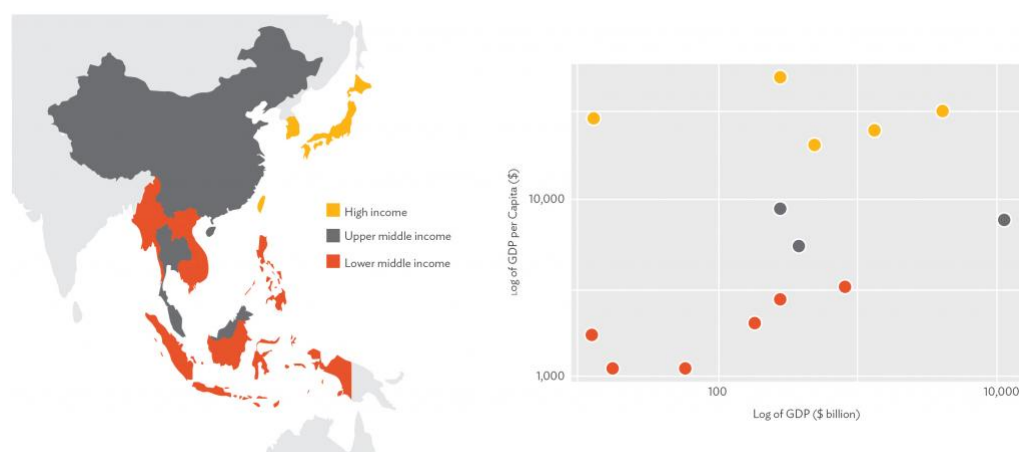 High income
Upper middle income
Lower middle income
Log of GDP per Capita ($)
10,000
1,000
100
10,000
Log of GDP ($ billion)